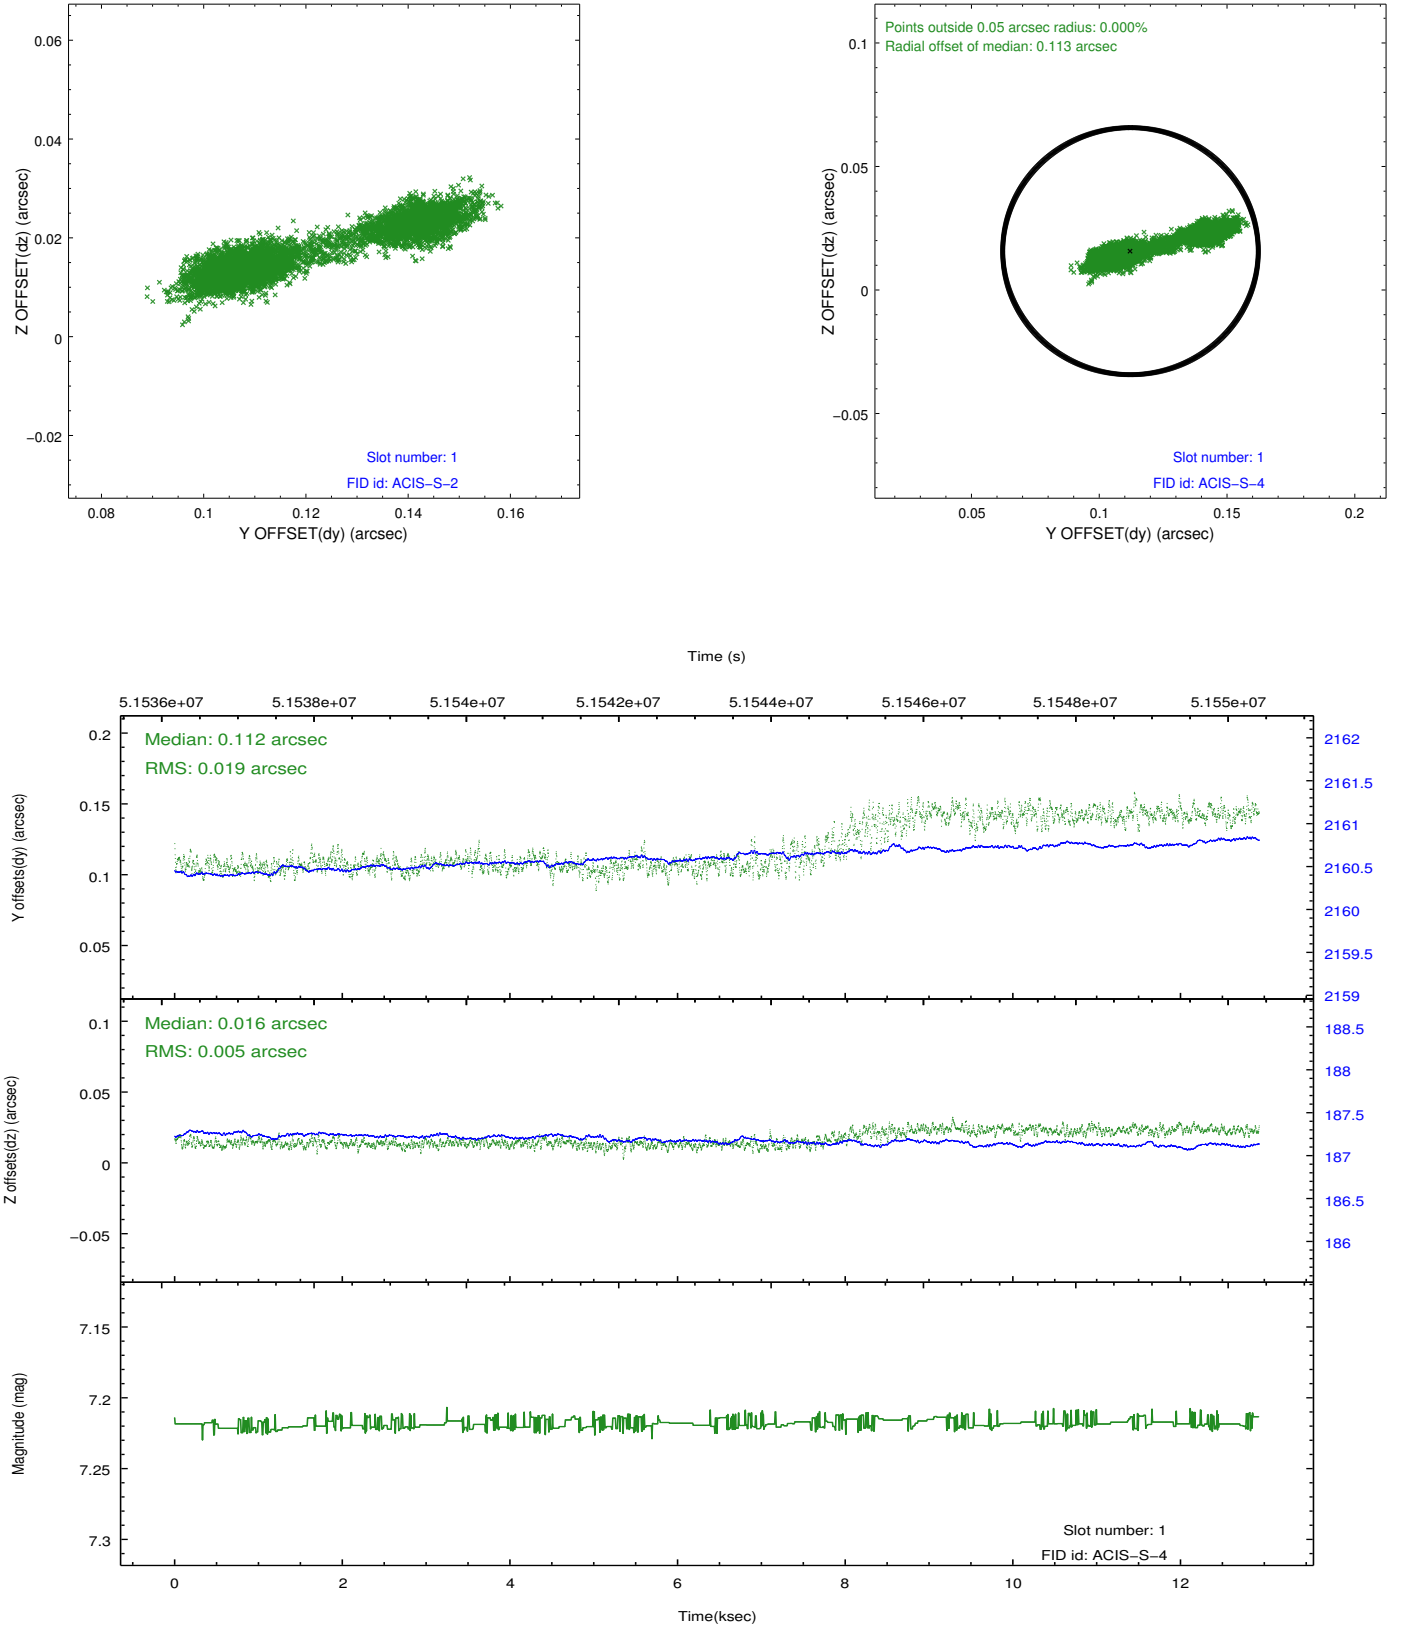 0.06
0.04
0.02
0
−0.02
Z OFFSET(dz) (arcsec)
Slot number: 1
FID id: ACIS−S−2
0.08 0.1 0.12 0.14 0.16
Y OFFSET(dy) (arcsec)
Points outside 0.05 arcsec radius: 0.000%
Radial offset of median: 0.113 arcsec
0.1
0.05
0
−0.05
Z OFFSET(dz) (arcsec)
Slot number: 1
FID id: ACIS−S−4
0.05 0.1 0.15 0.2
Y OFFSET(dy) (arcsec)
Time (s)
5.1536e+07 5.1538e+07 5.154e+07 5.1542e+07 5.1544e+07 5.1546e+07 5.1548e+07 5.155e+07
Median: 0.112 arcsec
RMS: 0.019 arcsec
0.2
0.15
0.1
0.05
Y offsets(dy) (arcsec)
2162
2161.5
2161
2160.5
2160
2159.5
2159
Median: 0.016 arcsec
RMS: 0.005 arcsec
0.1
0.05
0
−0.05
Z offsets(dz) (arcsec)
188.5
188
187.5
187
186.5
186
7.15
7.2
7.25
7.3
Magnitude (mag)
Slot number: 1
FID id: ACIS−S−4
0 2 4 6 8 10 12
Time(ksec)